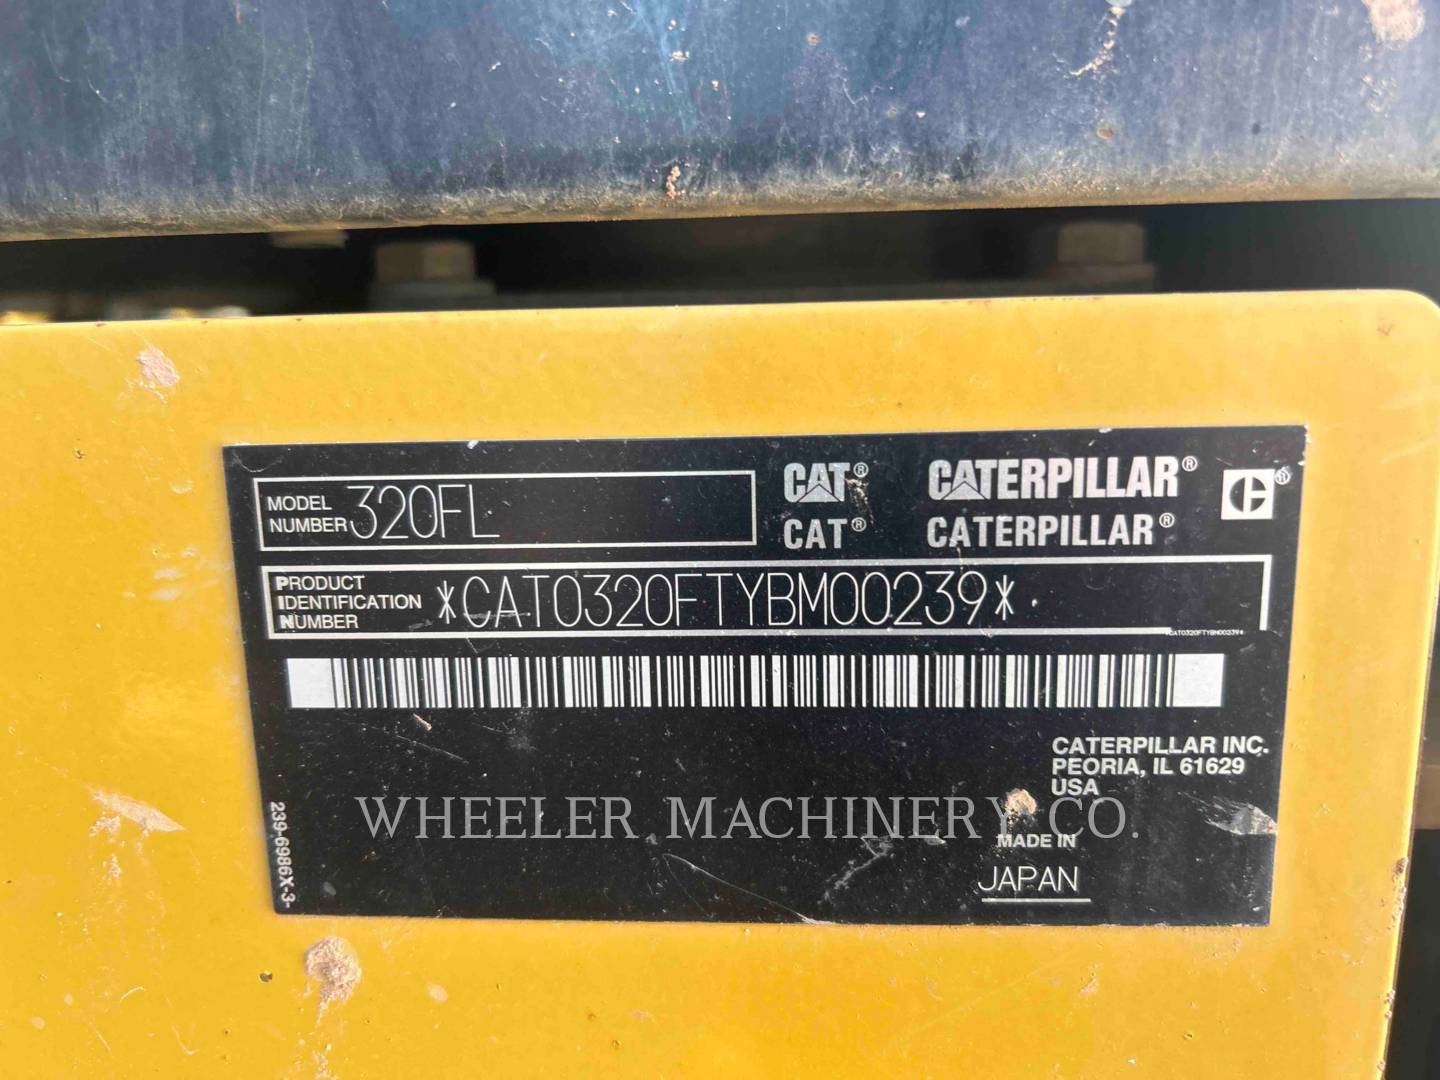 MODEL NUMBER 320FL
CAT® CATERPILLAR®
CAT® CATERPILLAR®
PRODUCT IDENTIFICATION NUMBER *CAT0320FTYBM00239*
*CAT0320FTYBM00239*
CATERPILLAR INC.
PEORIA, IL 61629
USA
WHEELER MACHINERY CO.
MADE IN
JAPAN
239-6986X-3-